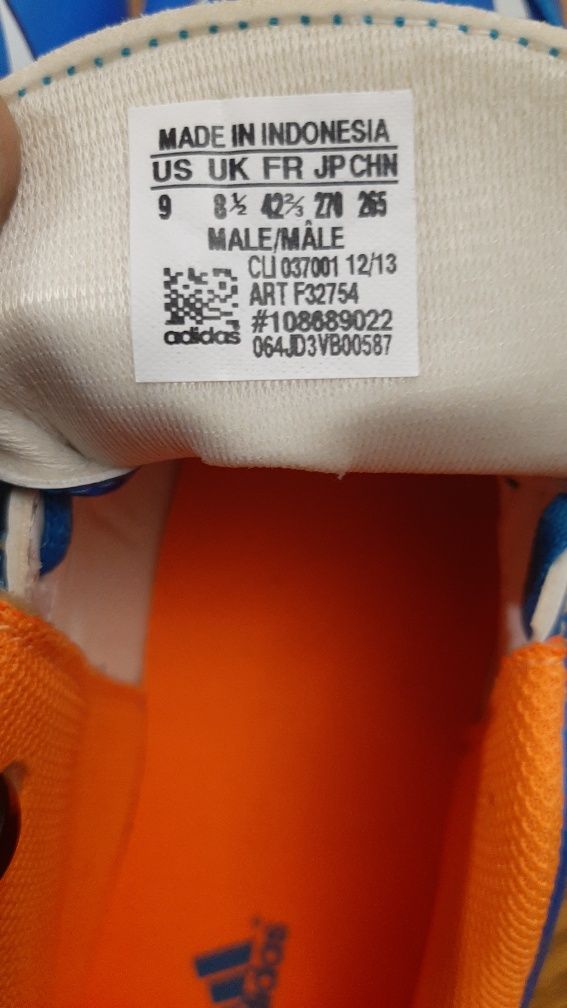 MADE IN INDONESIA
US UK FR JP CHN
9 8½ 42⅔ 270 265
MALE/MÂLE
CLI 037001 12/13
ART F32754
#108689022
adidas
064JD3VB00587
adidas